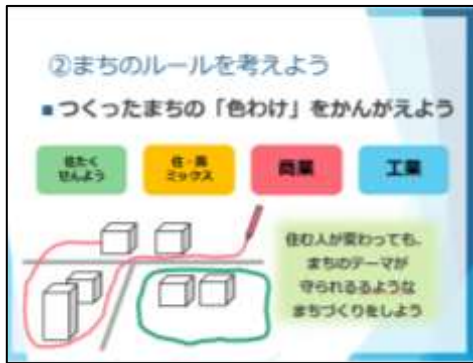 ②まちのルールを考えよう
■つくったまちの「色わけ」をかんがえよう
住たく
せんよう
住・商
ミックス
商業
工業
住む人が変わっても、
まちのテーマが
守られるるような
まちづくりをしよう